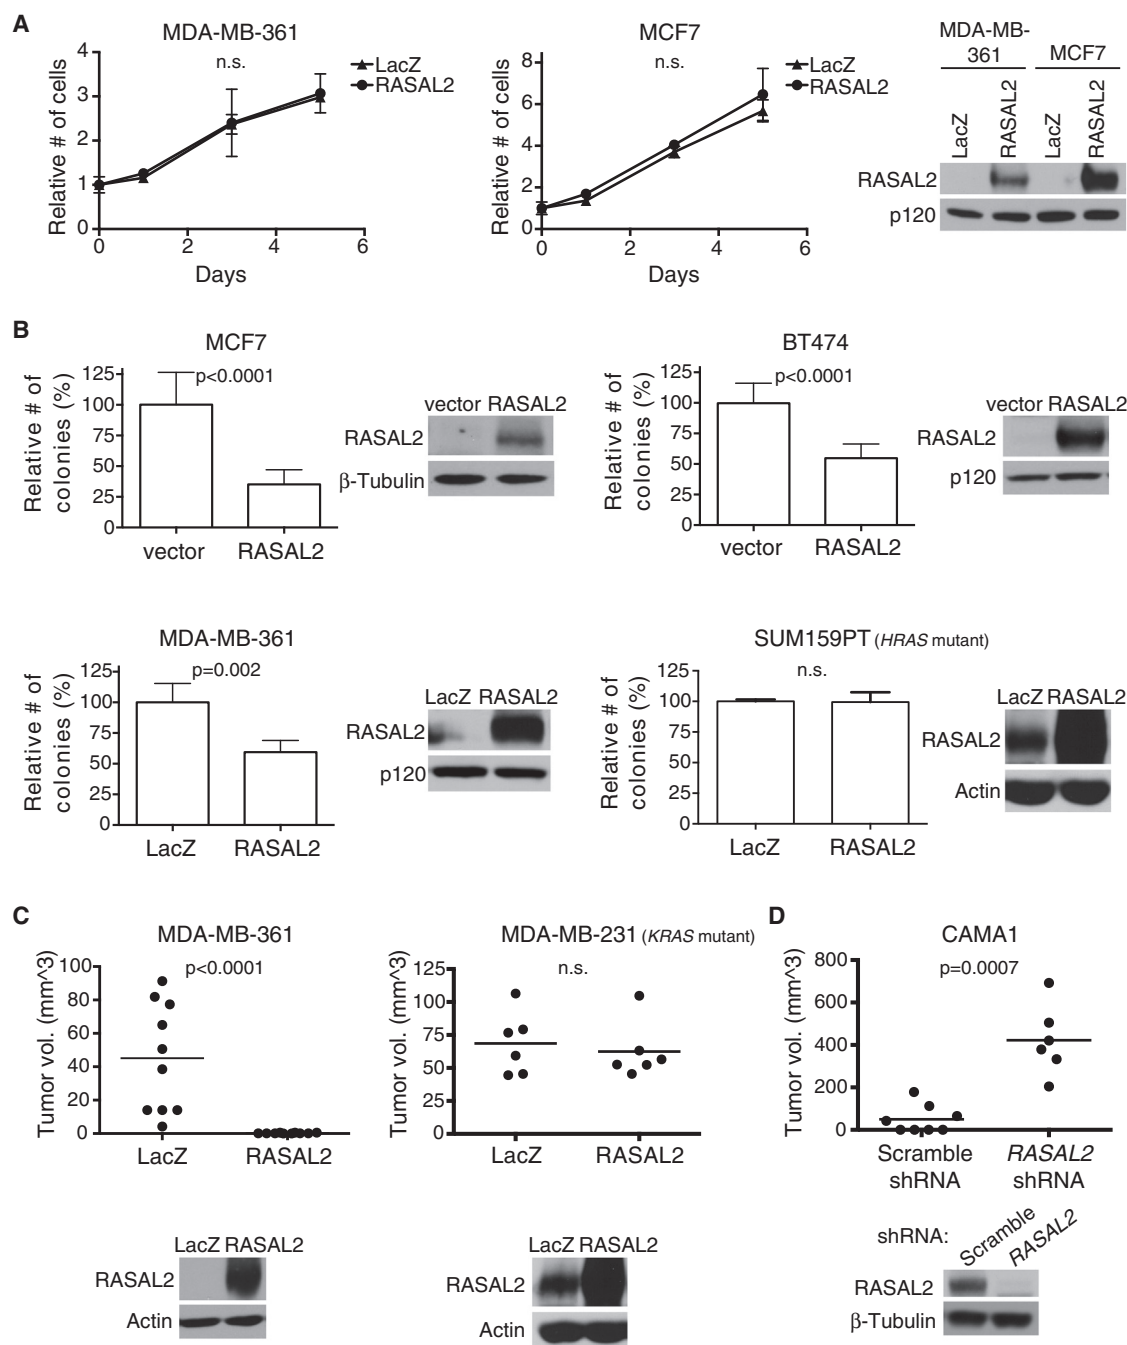 A
MDA-MB-361
n.s.
LacZ
RASAL2
Relative # of cells
4
3
2
1
0
0 2 4 6
Days
MCF7
n.s.
LacZ
RASAL2
Relative # of cells
8
6
4
2
0
0 2 4 6
Days
MDA-MB-
361 MCF7
LacZ RASAL2 LacZ RASAL2
RASAL2
p120
B
MCF7
p<0.0001
Relative # of
colonies (%)
125
100
75
50
25
0
vector RASAL2
vector RASAL2
RASAL2
β-Tubulin
BT474
p<0.0001
Relative # of
colonies (%)
125
100
75
50
25
0
vector RASAL2
vector RASAL2
RASAL2
p120
MDA-MB-361
p=0.002
Relative # of
colonies (%)
125
100
75
50
25
0
LacZ RASAL2
LacZ RASAL2
RASAL2
p120
SUM159PT (HRAS mutant)
n.s.
Relative # of
colonies (%)
125
100
75
50
25
0
LacZ RASAL2
LacZ RASAL2
RASAL2
Actin
C
MDA-MB-361
p<0.0001
Tumor vol. (mm^3)
100
80
60
40
20
0
LacZ RASAL2
LacZ RASAL2
RASAL2
Actin
MDA-MB-231 (KRAS mutant)
n.s.
Tumor vol. (mm^3)
125
100
75
50
25
0
LacZ RASAL2
LacZ RASAL2
RASAL2
Actin
D
CAMA1
p=0.0007
Tumor vol. (mm^3)
800
600
400
200
0
Scramble RASAL2
shRNA shRNA
shRNA: Scramble RASAL2
RASAL2
β-Tubulin